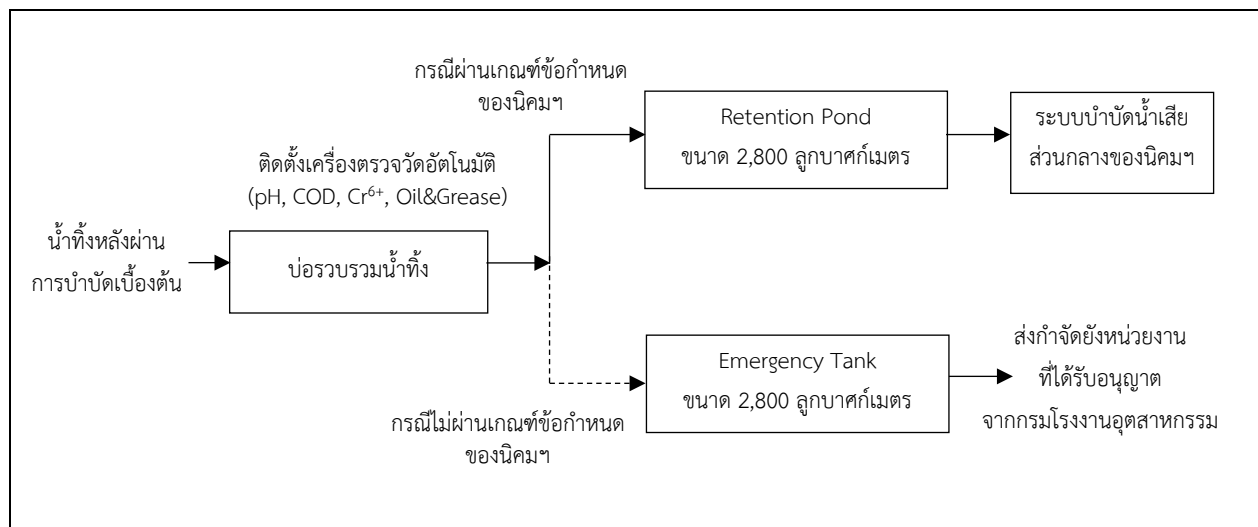 กรณีผ่านเกณฑ์ข้อกำหนด
ของนิคมฯ
Retention Pond
ขนาด 2,800 ลูกบาศก์เมตร
ระบบบำบัดน้ำเสีย
ส่วนกลางของนิคมฯ
ติดตั้งเครื่องตรวจวัดอัตโนมัติ
(pH, COD, Cr⁶⁺, Oil&Grease)
น้ำทิ้งหลังผ่าน
การบำบัดเบื้องต้น
บ่อรวบรวมน้ำทิ้ง
Emergency Tank
ขนาด 2,800 ลูกบาศก์เมตร
ส่งกำจัดยังหน่วยงาน
ที่ได้รับอนุญาต
จากกรมโรงงานอุตสาหกรรม
กรณีไม่ผ่านเกณฑ์ข้อกำหนด
ของนิคมฯ